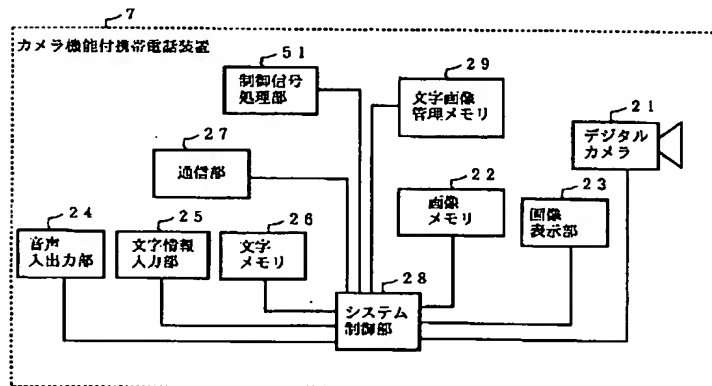 7
カメラ機能付携帯電話装置
51
制御信号
処理部
29
文字画像
管理メモリ
21
デジタル
カメラ
27
通信部
22
画像
メモリ
23
画像
表示部
24
音声
入出力部
25
文字情報
入力部
26
文字
メモリ
28
システム
制御部